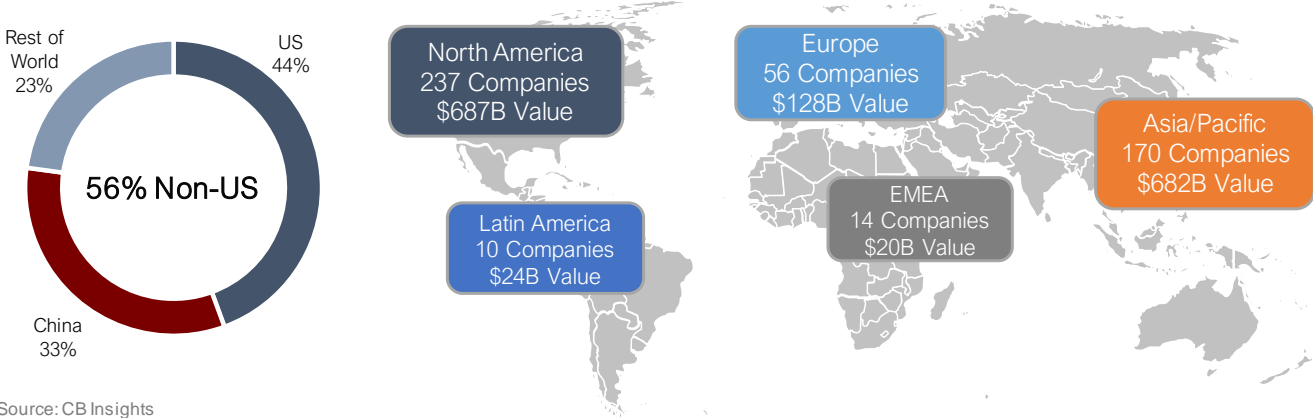 Rest of
World
23%
US
44%
56% Non-US
China
33%
North America
237 Companies
$687B Value
Europe
56 Companies
$128B Value
Asia/Pacific
170 Companies
$682B Value
EMEA
14 Companies
$20B Value
Latin America
10 Companies
$24B Value
Source: CB Insights